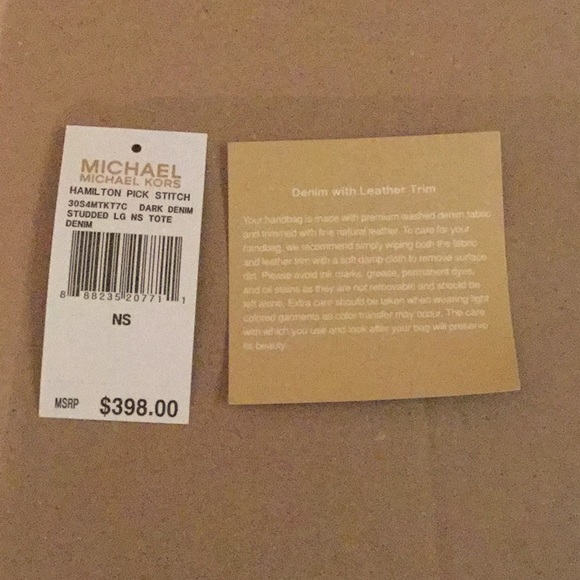 MICHAEL
MICHAEL KORS
HAMILTON PICK STITCH
30S4MTKT7C DARK DENIM
STUDDED LG NS TOTE
DENIM
8 88235 20771 1
NS
MSRP $398.00
Denim with Leather Trim
Your handbag is made with premium washed denim fabric
and trimmed with fine natural leather. To care for your
handbag, we recommend simply wiping both the fabric
and leather trim with a soft damp cloth to remove surface
dirt. Please avoid ink marks, grease, permanent dyes,
and oil stains as they are not removable and should be
left alone. Extra care should be taken when wearing light
colored garments as color transfer may occur. The care
with which you use and look after your bag will preserve
its beauty.